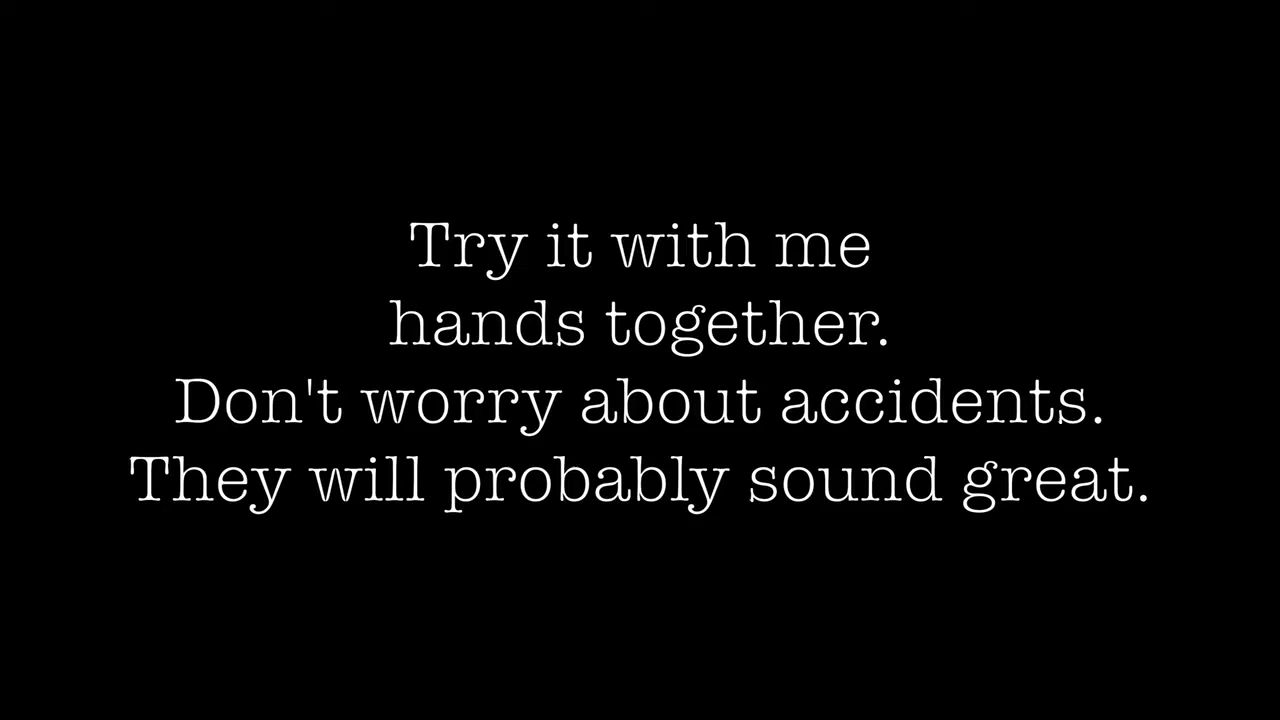 Try it with me
hands together.
Don't worry about accidents.
They will probably sound great.